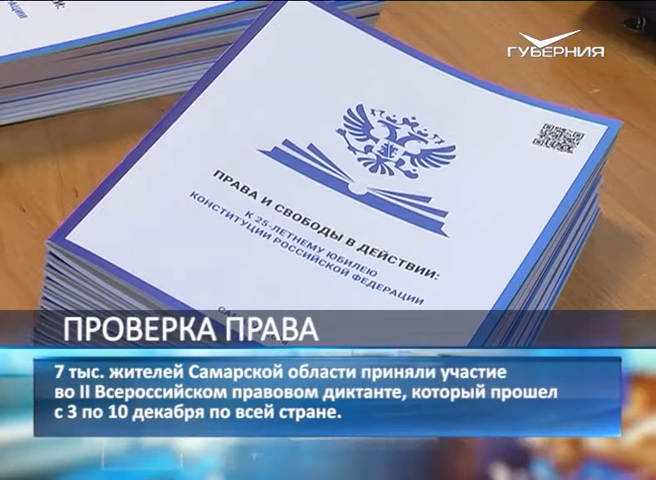 ГУБЕРНИЯ
ПРАВА И СВОБОДЫ В ДЕЙСТВИИ:
К 25-ЛЕТНЕМУ ЮБИЛЕЮ
КОНСТИТУЦИИ РОССИЙСКОЙ ФЕДЕРАЦИИ
ПРОВЕРКА ПРАВА
7 тыс. жителей Самарской области приняли участие
во II Всероссийском правовом диктанте, который прошел
с 3 по 10 декабря по всей стране.